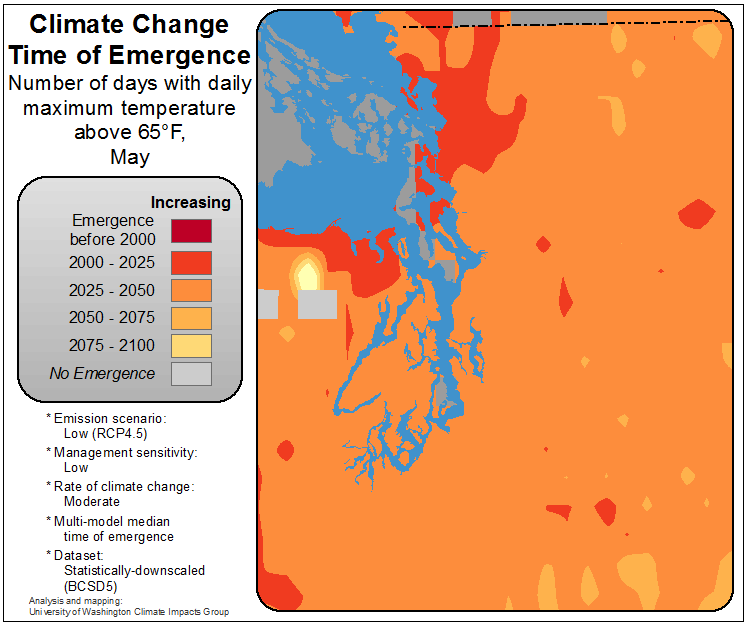 Climate Change
Time of Emergence
Number of days with daily
maximum temperature
above 65°F,
May
Increasing
Emergence
before 2000
2000 - 2025
2025 - 2050
2050 - 2075
2075 - 2100
No Emergence
* Emission scenario:
Low (RCP4.5)
* Management sensitivity:
Low
* Rate of climate change:
Moderate
* Multi-model median
time of emergence
* Dataset:
Statistically-downscaled
(BCSD5)
Analysis and mapping:
University of Washington Climate Impacts Group